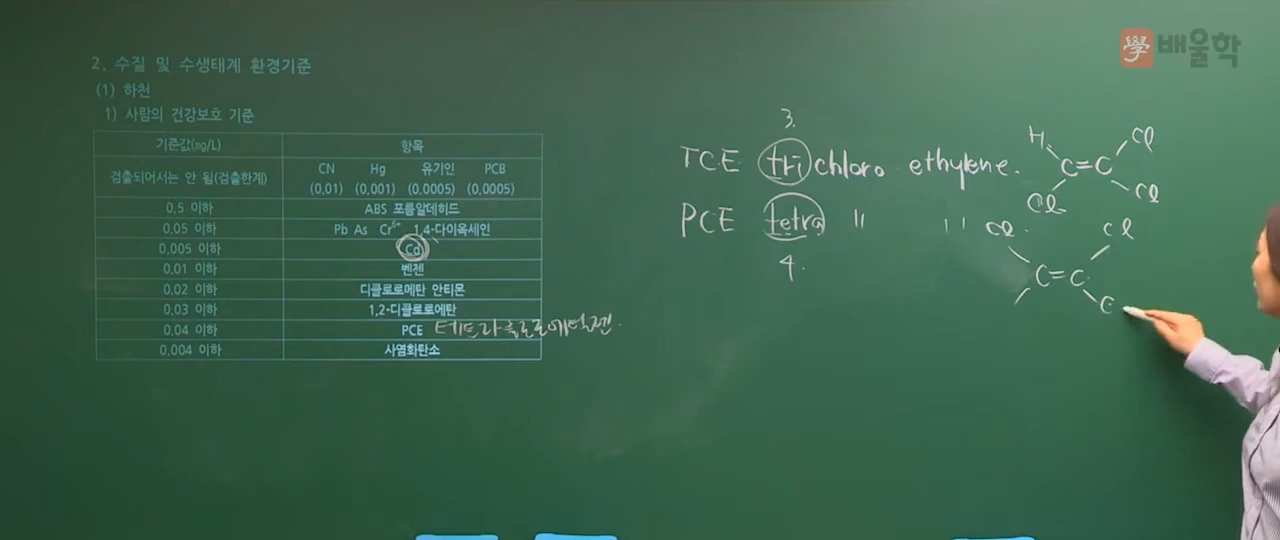 學 배울학
2. 수질 및 수생태계 환경기준
(1) 하천
1) 사람의 건강보호 기준
기준값(mg/L) 항목
검출되어서는 안 됨(검출한계) CN (0.01) Hg (0.001) 유기인 (0.0005) PCB (0.0005)
0.5 이하 ABS 포름알데히드
0.05 이하 Pb As Cr6+ 1,4-다이옥세인
0.005 이하 Cd
0.01 이하 벤젠
0.02 이하 디클로로메탄 안티몬
0.03 이하 1,2-디클로로에탄
0.04 이하 PCE 테트라클로로에틸렌.
0.004 이하 사염화탄소
3.
TCE trichloro ethylene.
PCE tetra " "
4.
H Cl
C=C
Cl Cl
Cl Cl
C=C
C